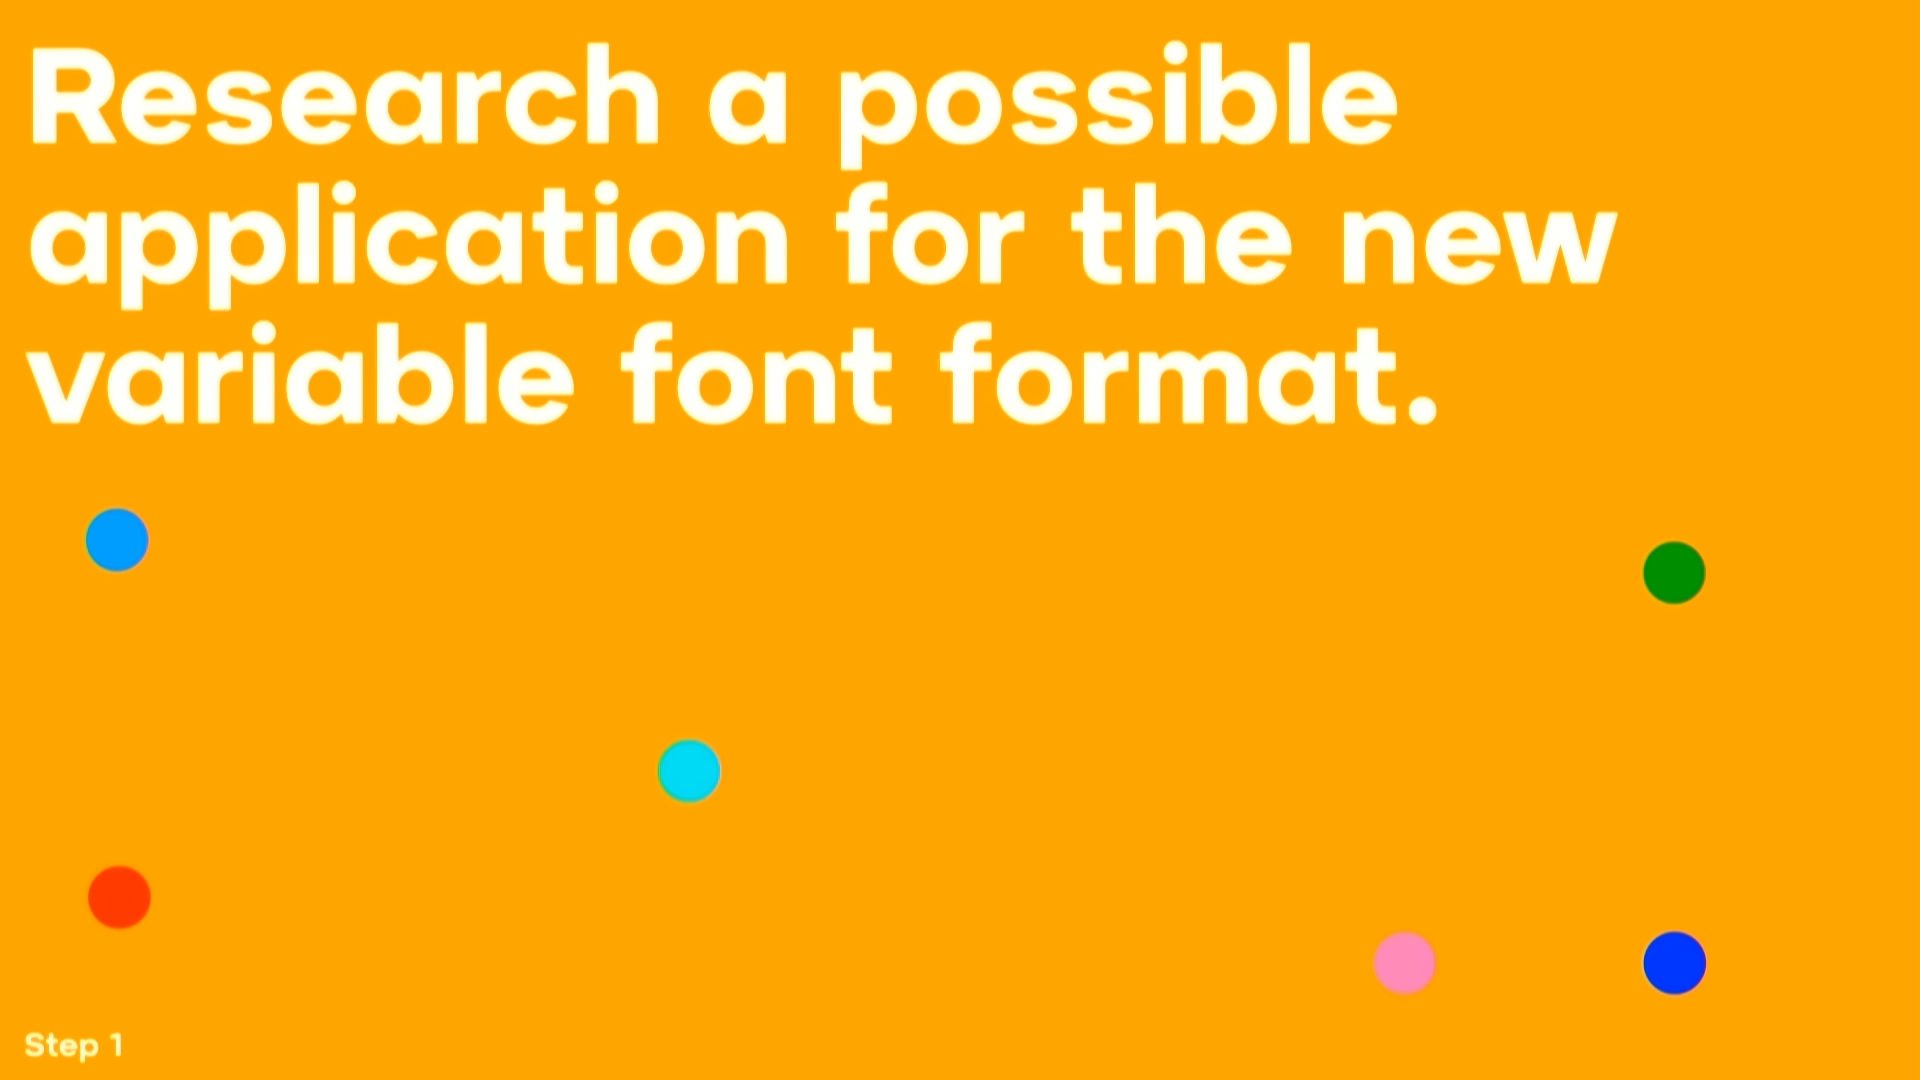 Research a possible
application for the new
variable font format.
Step 1